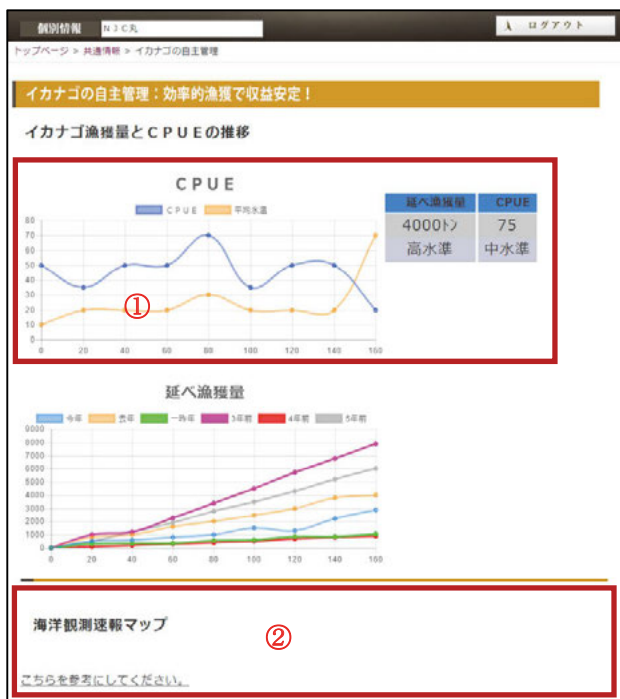 個別情報 ＮＪＣ丸 ログアウト
トップページ > 共通情報 > イカナゴの自主管理
イカナゴの自主管理：効率的漁獲で収益安定！
イカナゴ漁獲量とＣＰＵＥの推移
ＣＰＵＥ
ＣＰＵＥ 平均水温
80
70
60
50
40
30
20
10
0
0 20 40 60 80 100 120 140 160
①
延べ漁獲量 CPUE
4000トン 75
高水準 中水準
延べ漁獲量
今年 去年 一昨年 3年前 4年前 5年前
9000
8000
7000
6000
5000
4000
3000
2000
1000
0
0 20 40 60 80 100 120 140 160
海洋観測速報マップ
②
こちらを参考にしてください。